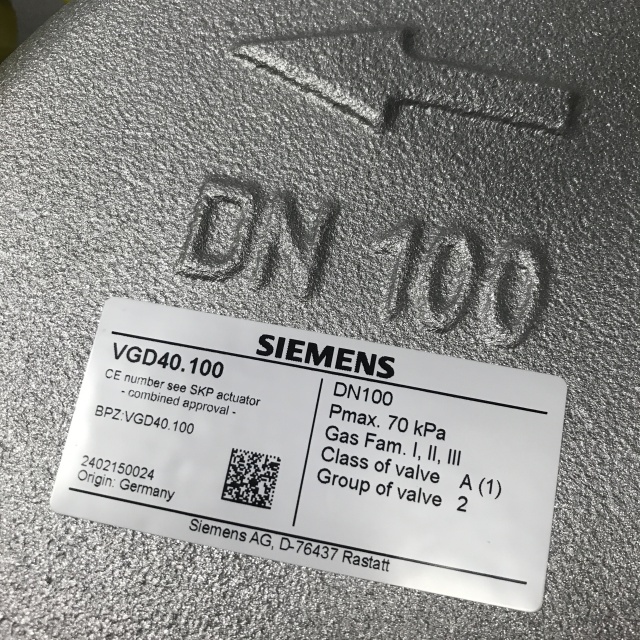 DN 100
SIEMENS
VGD40.100
CE number see SKP actuator
- combined approval -
BPZ:VGD40.100
2402150024
Origin: Germany
DN100
Pmax. 70 kPa
Gas Fam. I, II, III
Class of valve A (1)
Group of valve 2
Siemens AG, D-76437 Rastatt